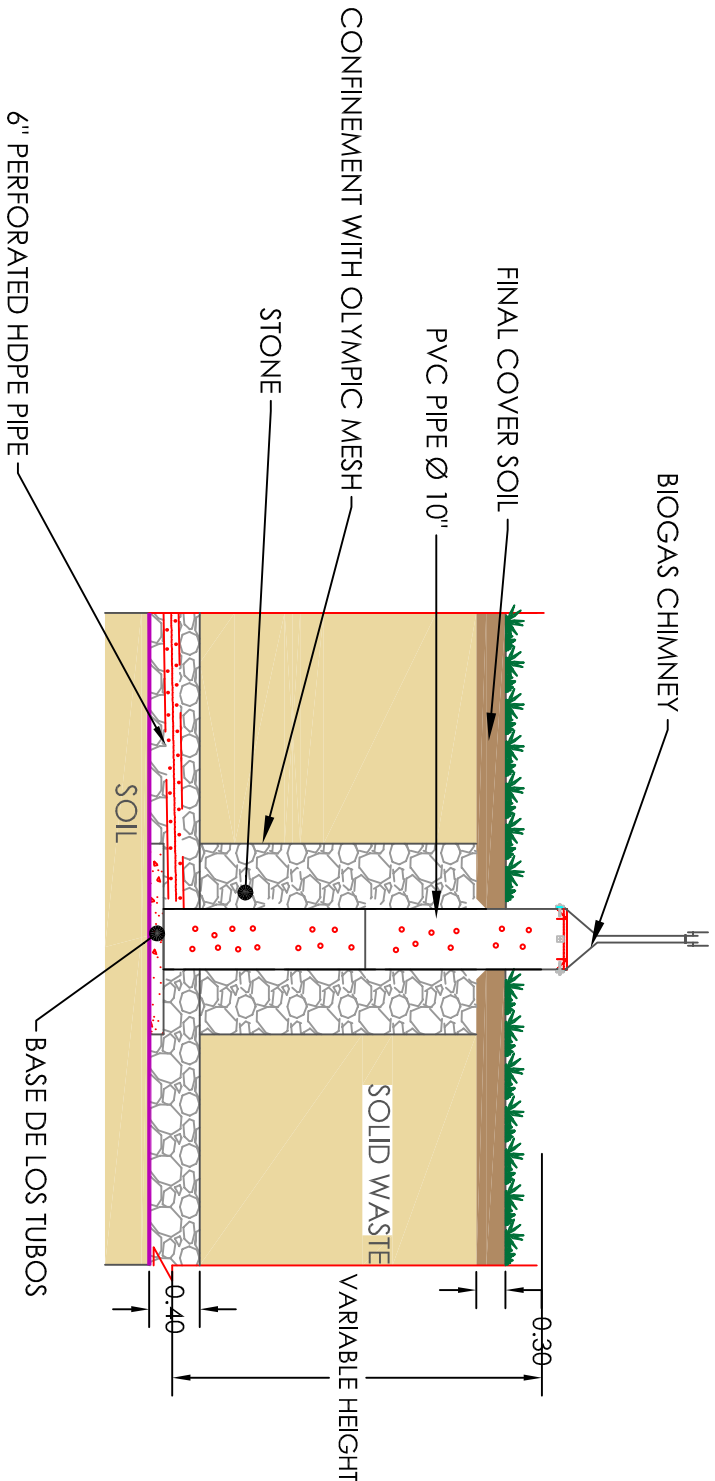 BIOGAS CHIMNEY
FINAL COVER SOIL
PVC PIPE Ø 10"
CONFINEMENT WITH OLYMPIC MESH
STONE
6" PERFORATED HDPE PIPE
SOIL
SOLID WASTE
BASE DE LOS TUBOS
0.30
VARIABLE HEIGHT
0.40